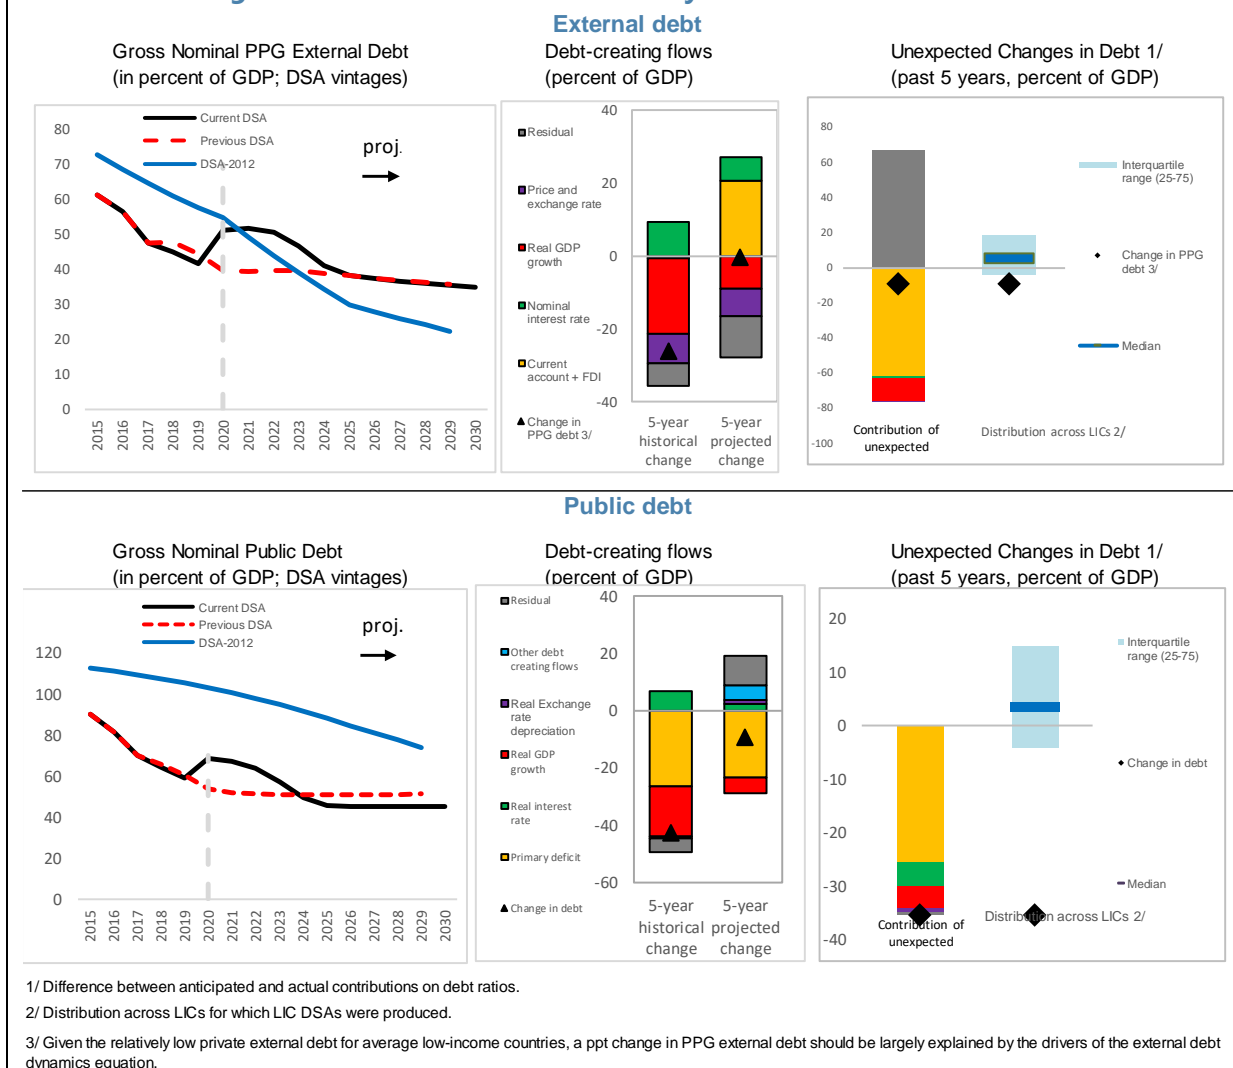 External debt
Gross Nominal PPG External Debt
(in percent of GDP; DSA vintages)
Debt-creating flows
(percent of GDP)
Unexpected Changes in Debt 1/
(past 5 years, percent of GDP)
Current DSA
Previous DSA
DSA-2012
proj.
80
70
60
50
40
30
20
10
0
2015
2016
2017
2018
2019
2020
2021
2022
2023
2024
2025
2026
2027
2028
2029
2030
Residual
Price and
exchange rate
Real GDP
growth
Nominal
interest rate
Current
account + FDI
Change in
PPG debt 3/
40
20
0
-20
-40
5-year
historical
change
5-year
projected
change
80
60
40
20
0
-20
-40
-60
-80
-100
Contribution of
unexpected
Distribution across LICs 2/
Interquartile
range (25-75)
Change in PPG
debt 3/
Median
Public debt
Gross Nominal Public Debt
(in percent of GDP; DSA vintages)
Debt-creating flows
(percent of GDP)
Unexpected Changes in Debt 1/
(past 5 years, percent of GDP)
Current DSA
Previous DSA
DSA-2012
proj.
120
100
80
60
40
20
0
2015
2016
2017
2018
2019
2020
2021
2022
2023
2024
2025
2026
2027
2028
2029
2030
Residual
Other debt
creating flows
Real Exchange
rate
depreciation
Real GDP
growth
Real interest
rate
Primary deficit
Change in debt
40
20
0
-20
-40
-60
5-year
historical
change
5-year
projected
change
20
10
0
-10
-20
-30
-40
Contribution of
unexpected
Distribution across LICs 2/
Interquartile
range (25-75)
Change in debt
Median
1/ Difference between anticipated and actual contributions on debt ratios.
2/ Distribution across LICs for which LIC DSAs were produced.
3/ Given the relatively low private external debt for average low-income countries, a ppt change in PPG external debt should be largely explained by the drivers of the external debt
dynamics equation.